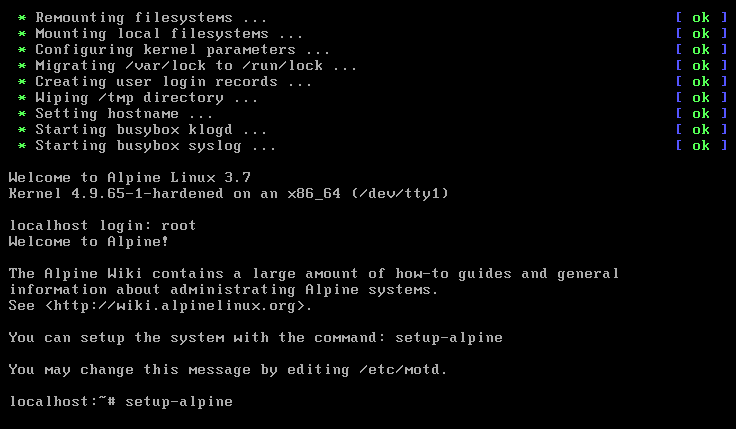 * Remounting filesystems ... [ ok ]
* Mounting local filesystems ... [ ok ]
* Configuring kernel parameters ... [ ok ]
* Migrating /var/lock to /run/lock ... [ ok ]
* Creating user login records ... [ ok ]
* Wiping /tmp directory ... [ ok ]
* Setting hostname ... [ ok ]
* Starting busybox klogd ... [ ok ]
* Starting busybox syslog ... [ ok ]
Welcome to Alpine Linux 3.7
Kernel 4.9.65-1-hardened on an x86_64 (/dev/tty1)
localhost login: root
Welcome to Alpine!
The Alpine Wiki contains a large amount of how-to guides and general
information about administrating Alpine systems.
See <http://wiki.alpinelinux.org>.
You can setup the system with the command: setup-alpine
You may change this message by editing /etc/motd.
localhost:~# setup-alpine